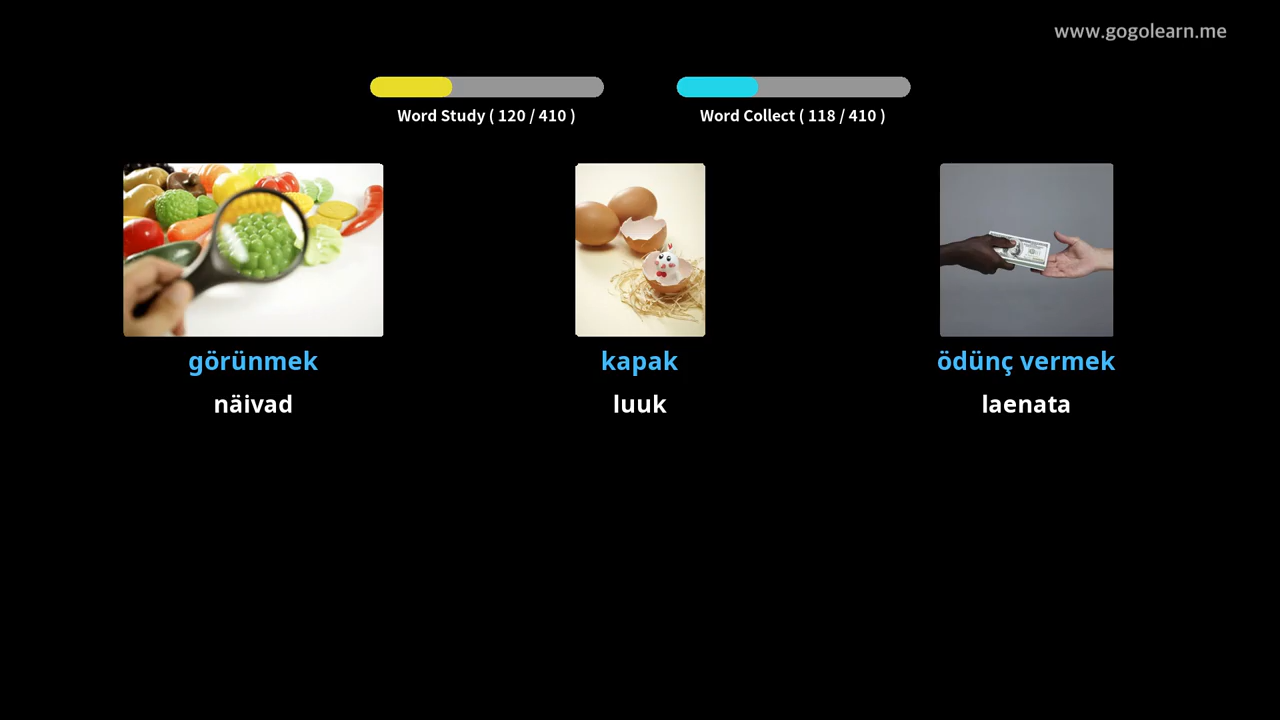 www.gogolearn.me
Word Study ( 120 / 410 )
Word Collect ( 118 / 410 )
görünmek
kapak
ödünç vermek
näivad
luuk
laenata